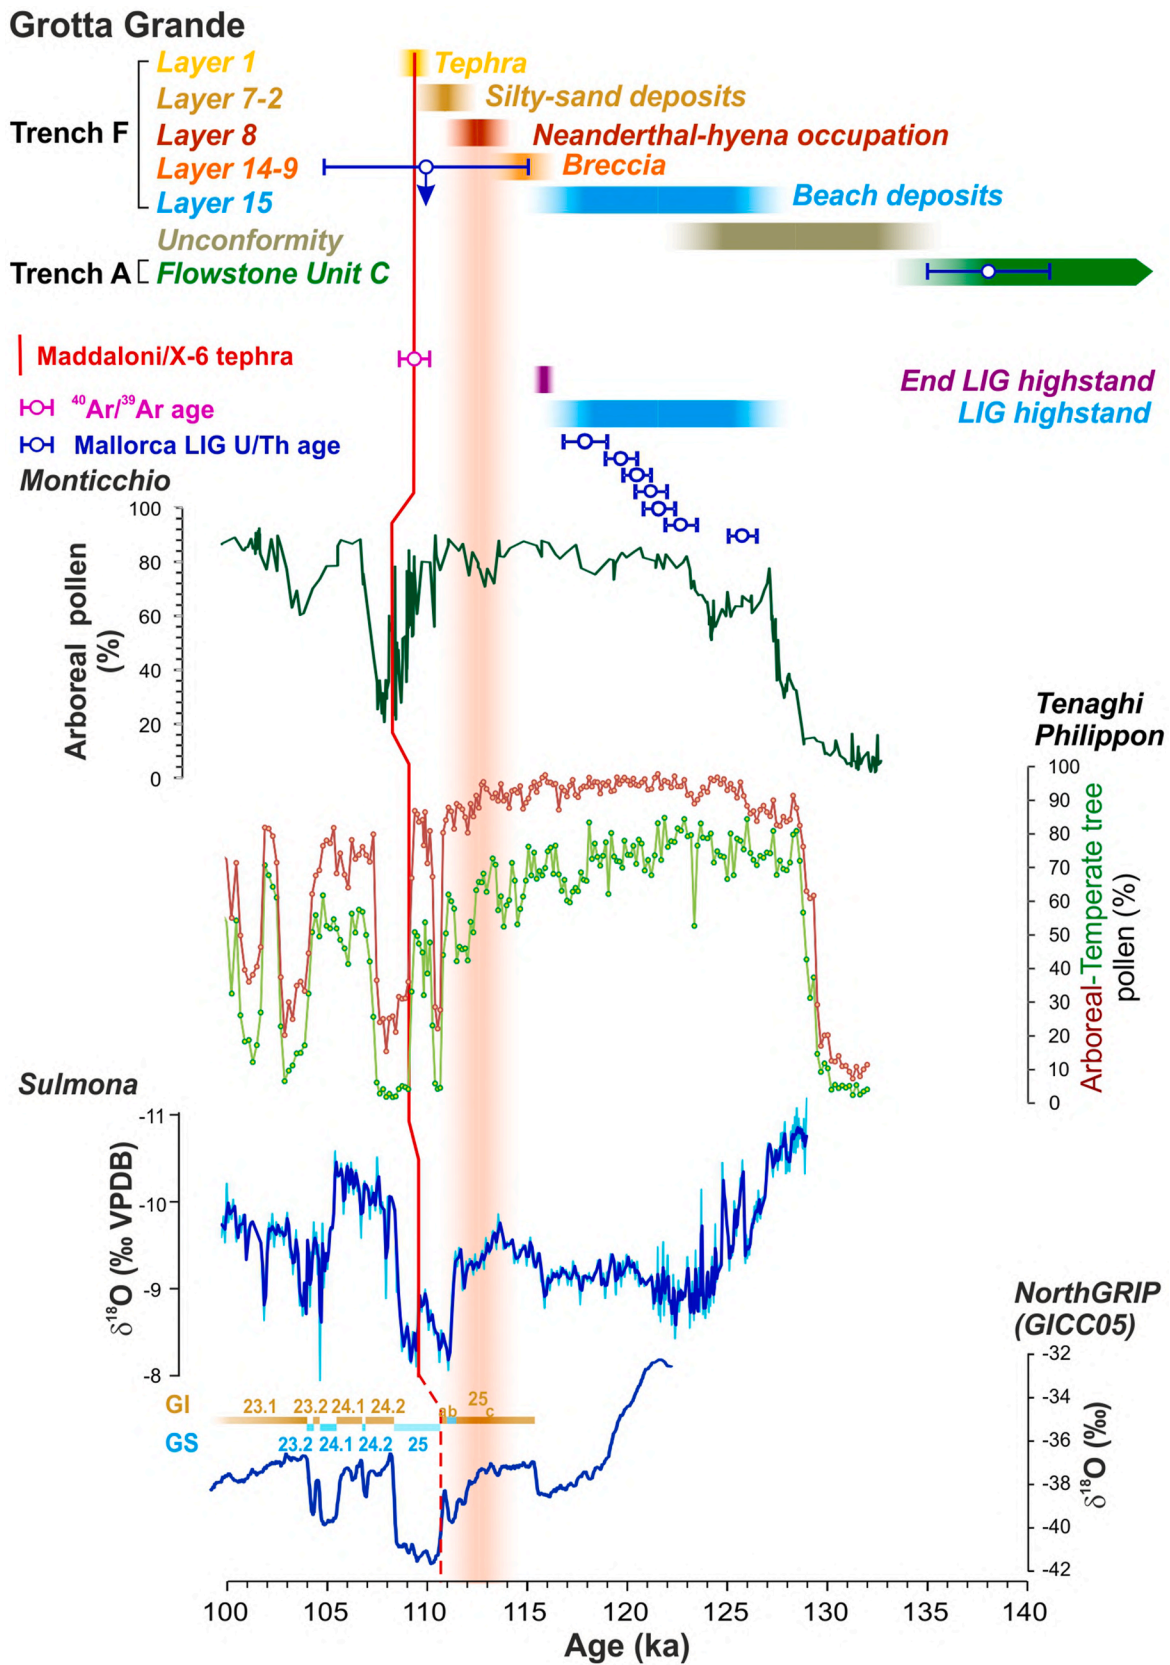 Grotta Grande
Layer 1
Tephra
Layer 7-2
Silty-sand deposits
Trench F
Layer 8
Neanderthal-hyena occupation
Layer 14-9
Breccia
Layer 15
Beach deposits
Unconformity
Trench A
Flowstone Unit C
Maddaloni/X-6 tephra
End LIG highstand
40Ar/39Ar age
LIG highstand
Mallorca LIG U/Th age
Monticchio
100
80
60
40
20
0
Arboreal pollen
(%)
Tenaghi
Philippon
100
90
80
70
60
50
40
30
20
10
0
Arboreal-Temperate tree
pollen (%)
Sulmona
-11
-10
-9
-8
δ18O (‰ VPDB)
NorthGRIP
(GICC05)
-32
-34
-36
-38
-40
-42
δ18O (‰)
GI
23.1 23.2 24.1 24.2 25
ab c
GS
23.2 24.1 24.2 25
100 105 110 115 120 125 130 135 140
Age (ka)